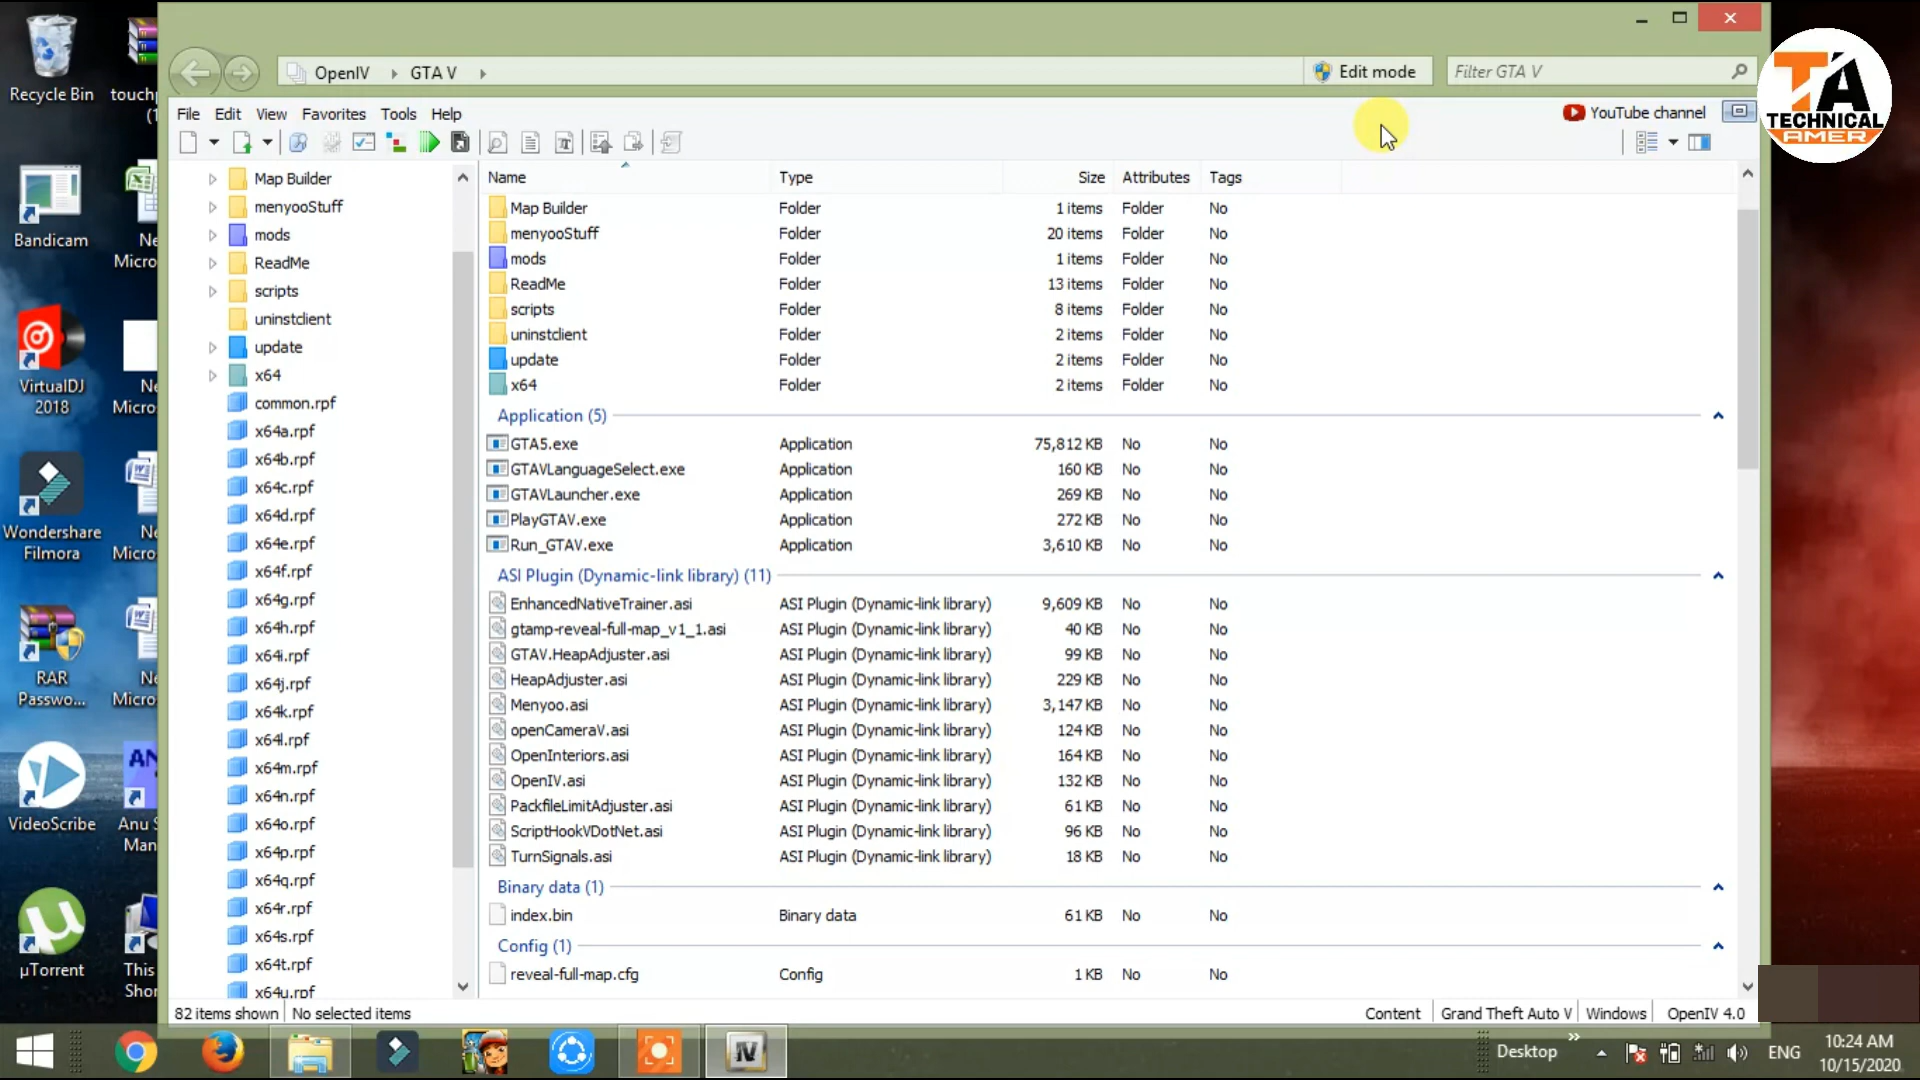 OpenIV
GTA V
Edit mode
Filter GTA V
TA
TECHNICAL
AMER
File Edit View Favorites Tools Help
YouTube channel
Map Builder
menyooStuff
mods
ReadMe
scripts
uninstclient
update
x64
common.rpf
x64a.rpf
x64b.rpf
x64c.rpf
x64d.rpf
x64e.rpf
x64f.rpf
x64g.rpf
x64h.rpf
x64i.rpf
x64j.rpf
x64k.rpf
x64l.rpf
x64m.rpf
x64n.rpf
x64o.rpf
x64p.rpf
x64q.rpf
x64r.rpf
x64s.rpf
x64t.rpf
x64u.rpf
Name Type Size Attributes Tags
Map Builder Folder 1 items Folder No
menyooStuff Folder 20 items Folder No
mods Folder 1 items Folder No
ReadMe Folder 13 items Folder No
scripts Folder 8 items Folder No
uninstclient Folder 2 items Folder No
update Folder 2 items Folder No
x64 Folder 2 items Folder No
Application (5)
GTA5.exe Application 75,812 KB No No
GTAVLanguageSelect.exe Application 160 KB No No
GTAVLauncher.exe Application 269 KB No No
PlayGTAV.exe Application 272 KB No No
Run_GTAV.exe Application 3,610 KB No No
ASI Plugin (Dynamic-link library) (11)
EnhancedNativeTrainer.asi ASI Plugin (Dynamic-link library) 9,609 KB No No
gtamp-reveal-full-map_v1_1.asi ASI Plugin (Dynamic-link library) 40 KB No No
GTAV.HeapAdjuster.asi ASI Plugin (Dynamic-link library) 99 KB No No
HeapAdjuster.asi ASI Plugin (Dynamic-link library) 229 KB No No
Menyoo.asi ASI Plugin (Dynamic-link library) 3,147 KB No No
openCameraV.asi ASI Plugin (Dynamic-link library) 124 KB No No
OpenInteriors.asi ASI Plugin (Dynamic-link library) 164 KB No No
OpenIV.asi ASI Plugin (Dynamic-link library) 132 KB No No
PackfileLimitAdjuster.asi ASI Plugin (Dynamic-link library) 61 KB No No
ScriptHookVDotNet.asi ASI Plugin (Dynamic-link library) 96 KB No No
TurnSignals.asi ASI Plugin (Dynamic-link library) 18 KB No No
Binary data (1)
index.bin Binary data 61 KB No No
Config (1)
reveal-full-map.cfg Config 1 KB No No
82 items shown No selected items
Content Grand Theft Auto V Windows OpenIV 4.0
Recycle Bin
touchp
(1
Bandicam
Ne
Micro
VirtualDJ
2018
Ne
Micro
Wondershare
Filmora
Ne
Micro
RAR
Passwo...
Ne
Micro
VideoScribe
AN
Anu S
Man
µTorrent
This
Shor
IV
Desktop
»
ENG
10:24 AM
10/15/2020